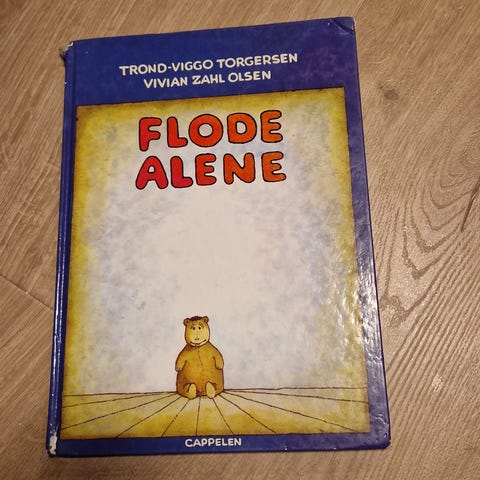 TROND-VIGGO TORGERSEN
VIVIAN ZAHL OLSEN
FLODE
ALENE
CAPPELEN